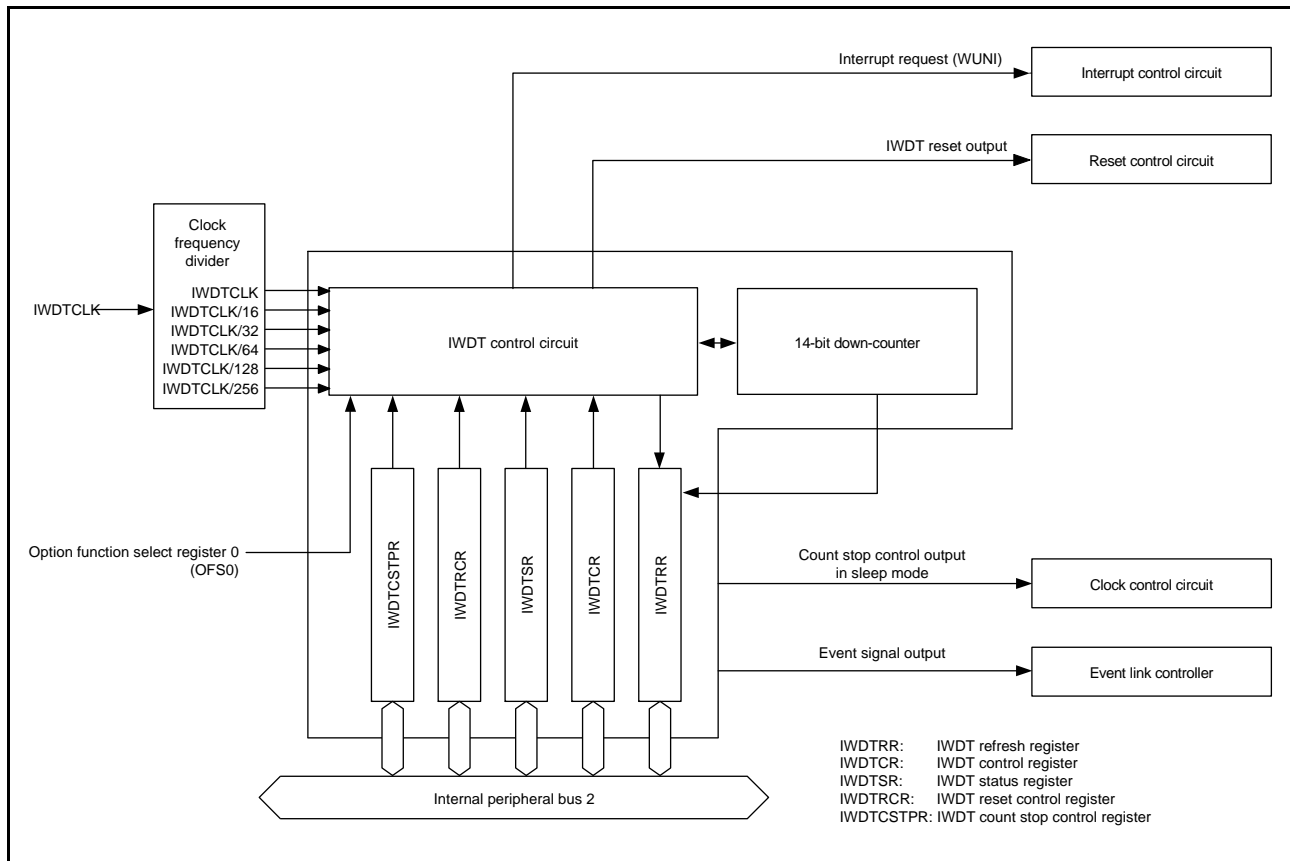 Interrupt request (WUNI)
Interrupt control circuit
IWDT reset output
Reset control circuit
Clock
frequency
divider
IWDTCLK
IWDTCLK
IWDTCLK/16
IWDTCLK/32
IWDTCLK/64
IWDTCLK/128
IWDTCLK/256
IWDT control circuit
14-bit down-counter
Option function select register 0
(OFS0)
IWDTCSTPR
IWDTRCR
IWDTSR
IWDTCR
IWDTRR
Count stop control output
in sleep mode
Clock control circuit
Event signal output
Event link controller
Internal peripheral bus 2
IWDTRR: IWDT refresh register
IWDTCR: IWDT control register
IWDTSR: IWDT status register
IWDTRCR: IWDT reset control register
IWDTCSTPR: IWDT count stop control register